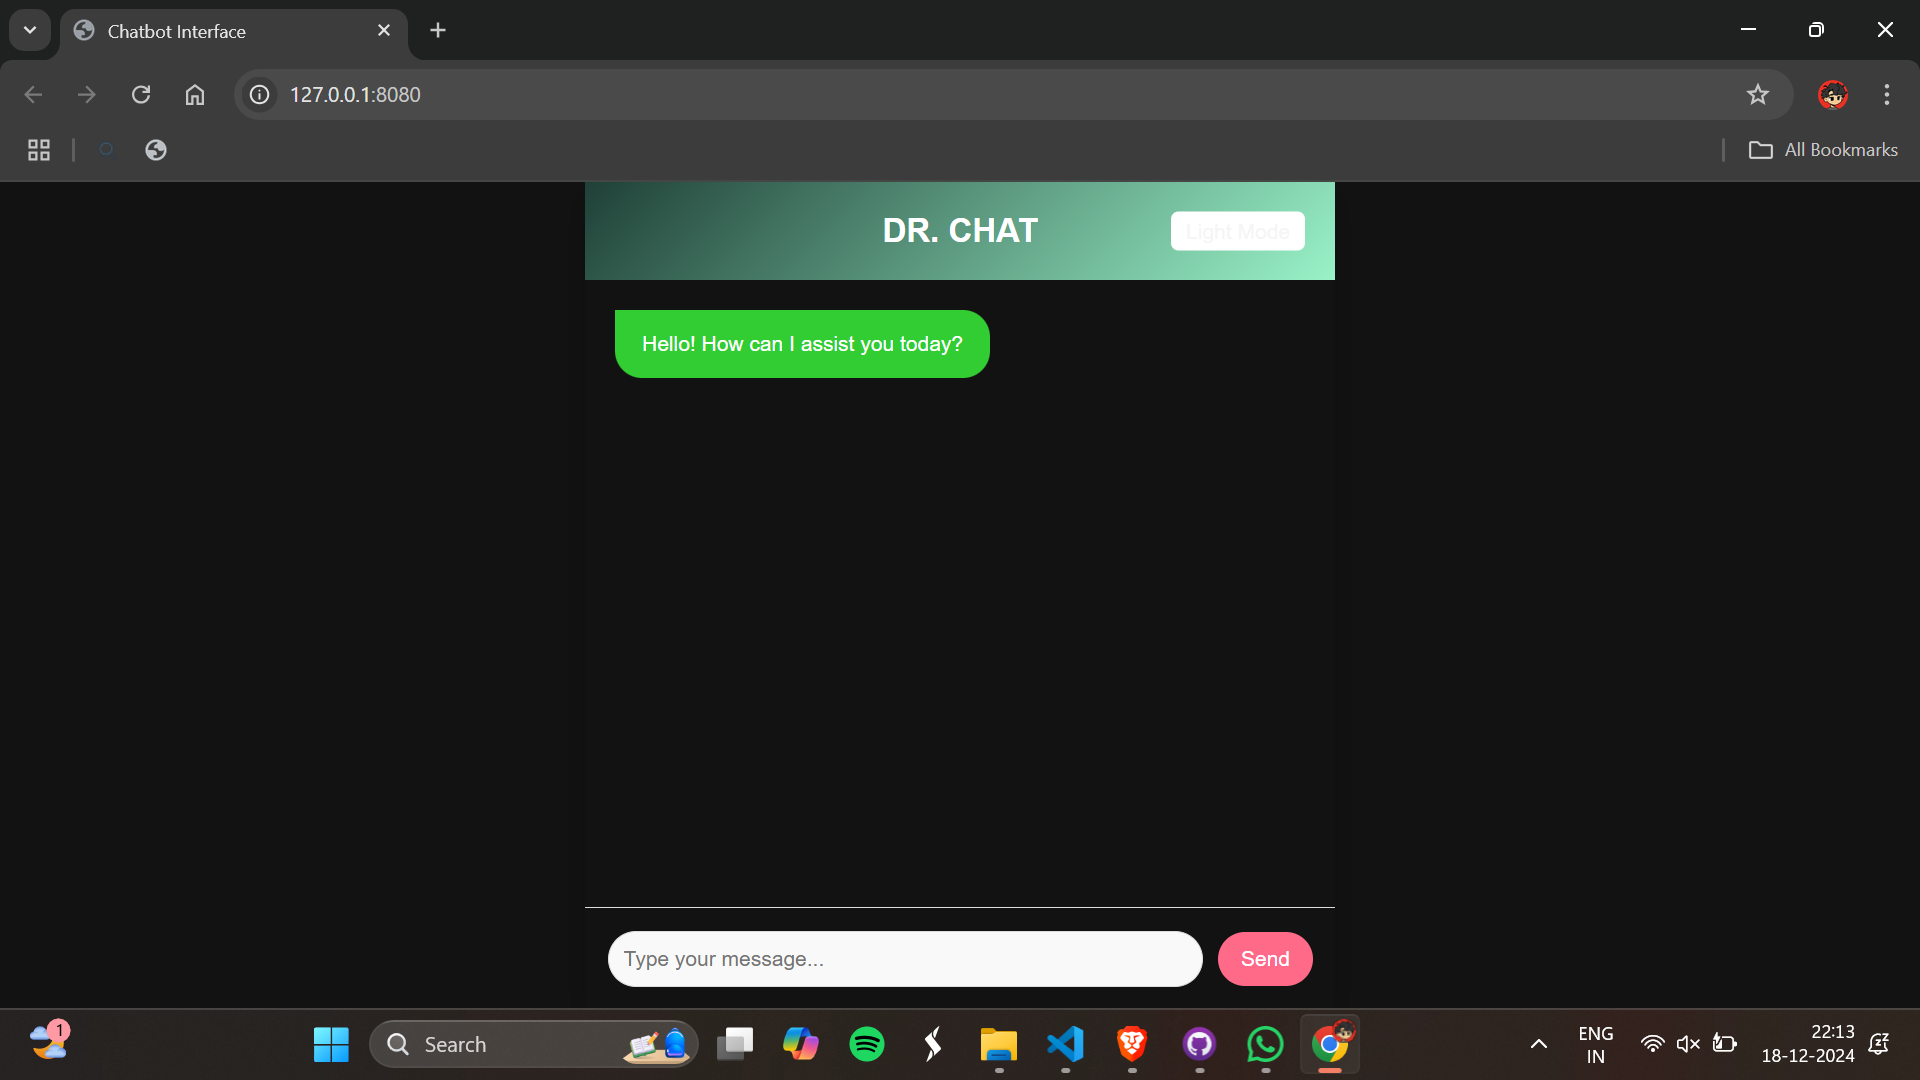 Chatbot Interface
127.0.0.1:8080
All Bookmarks
DR. CHAT
Light Mode
Hello! How can I assist you today?
Type your message...
Send
1
Search
ENG
IN
22:13
18-12-2024